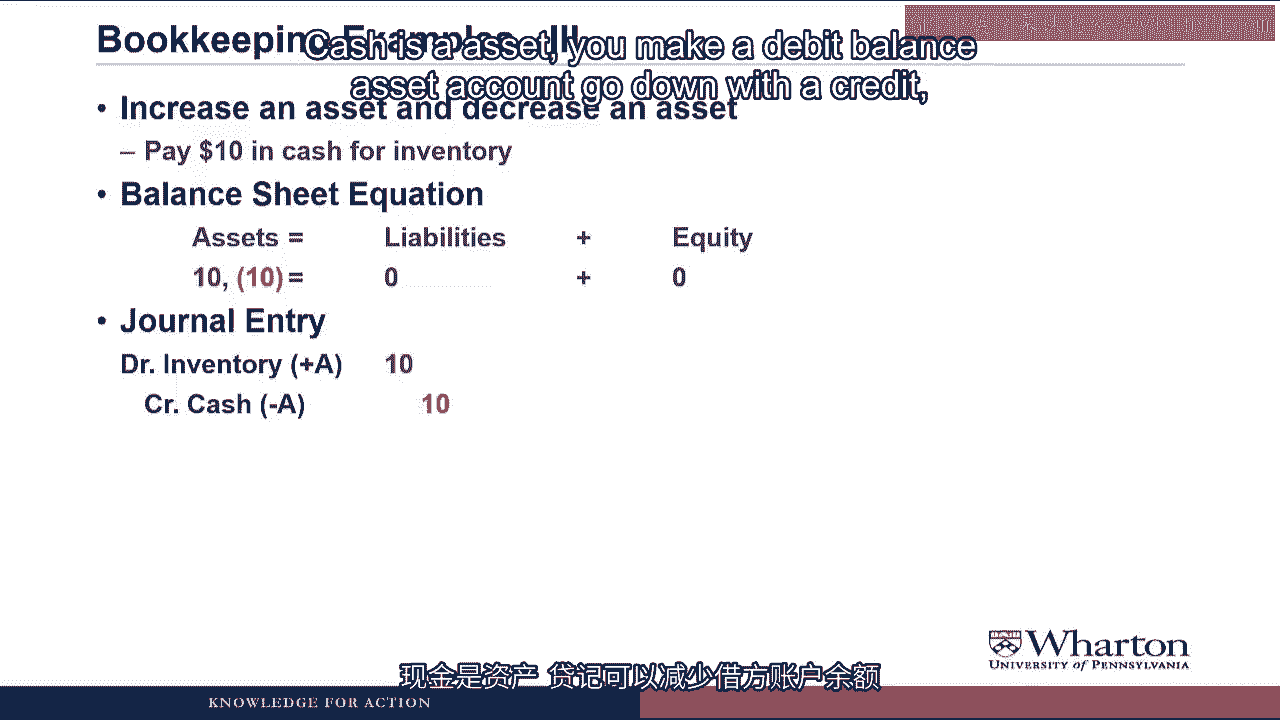 Bookkeeping Examples - III
Cash is a asset, you make a debit balance
asset account go down with a credit,
• Increase an asset and decrease an asset
– Pay $10 in cash for inventory
• Balance Sheet Equation
Assets = Liabilities + Equity
10, (10) = 0 + 0
• Journal Entry
Dr. Inventory (+A) 10
Cr. Cash (-A) 10
Wharton
UNIVERSITY of PENNSYLVANIA
现金是资产 贷记可以减少借方账户余额
KNOWLEDGE FOR ACTION